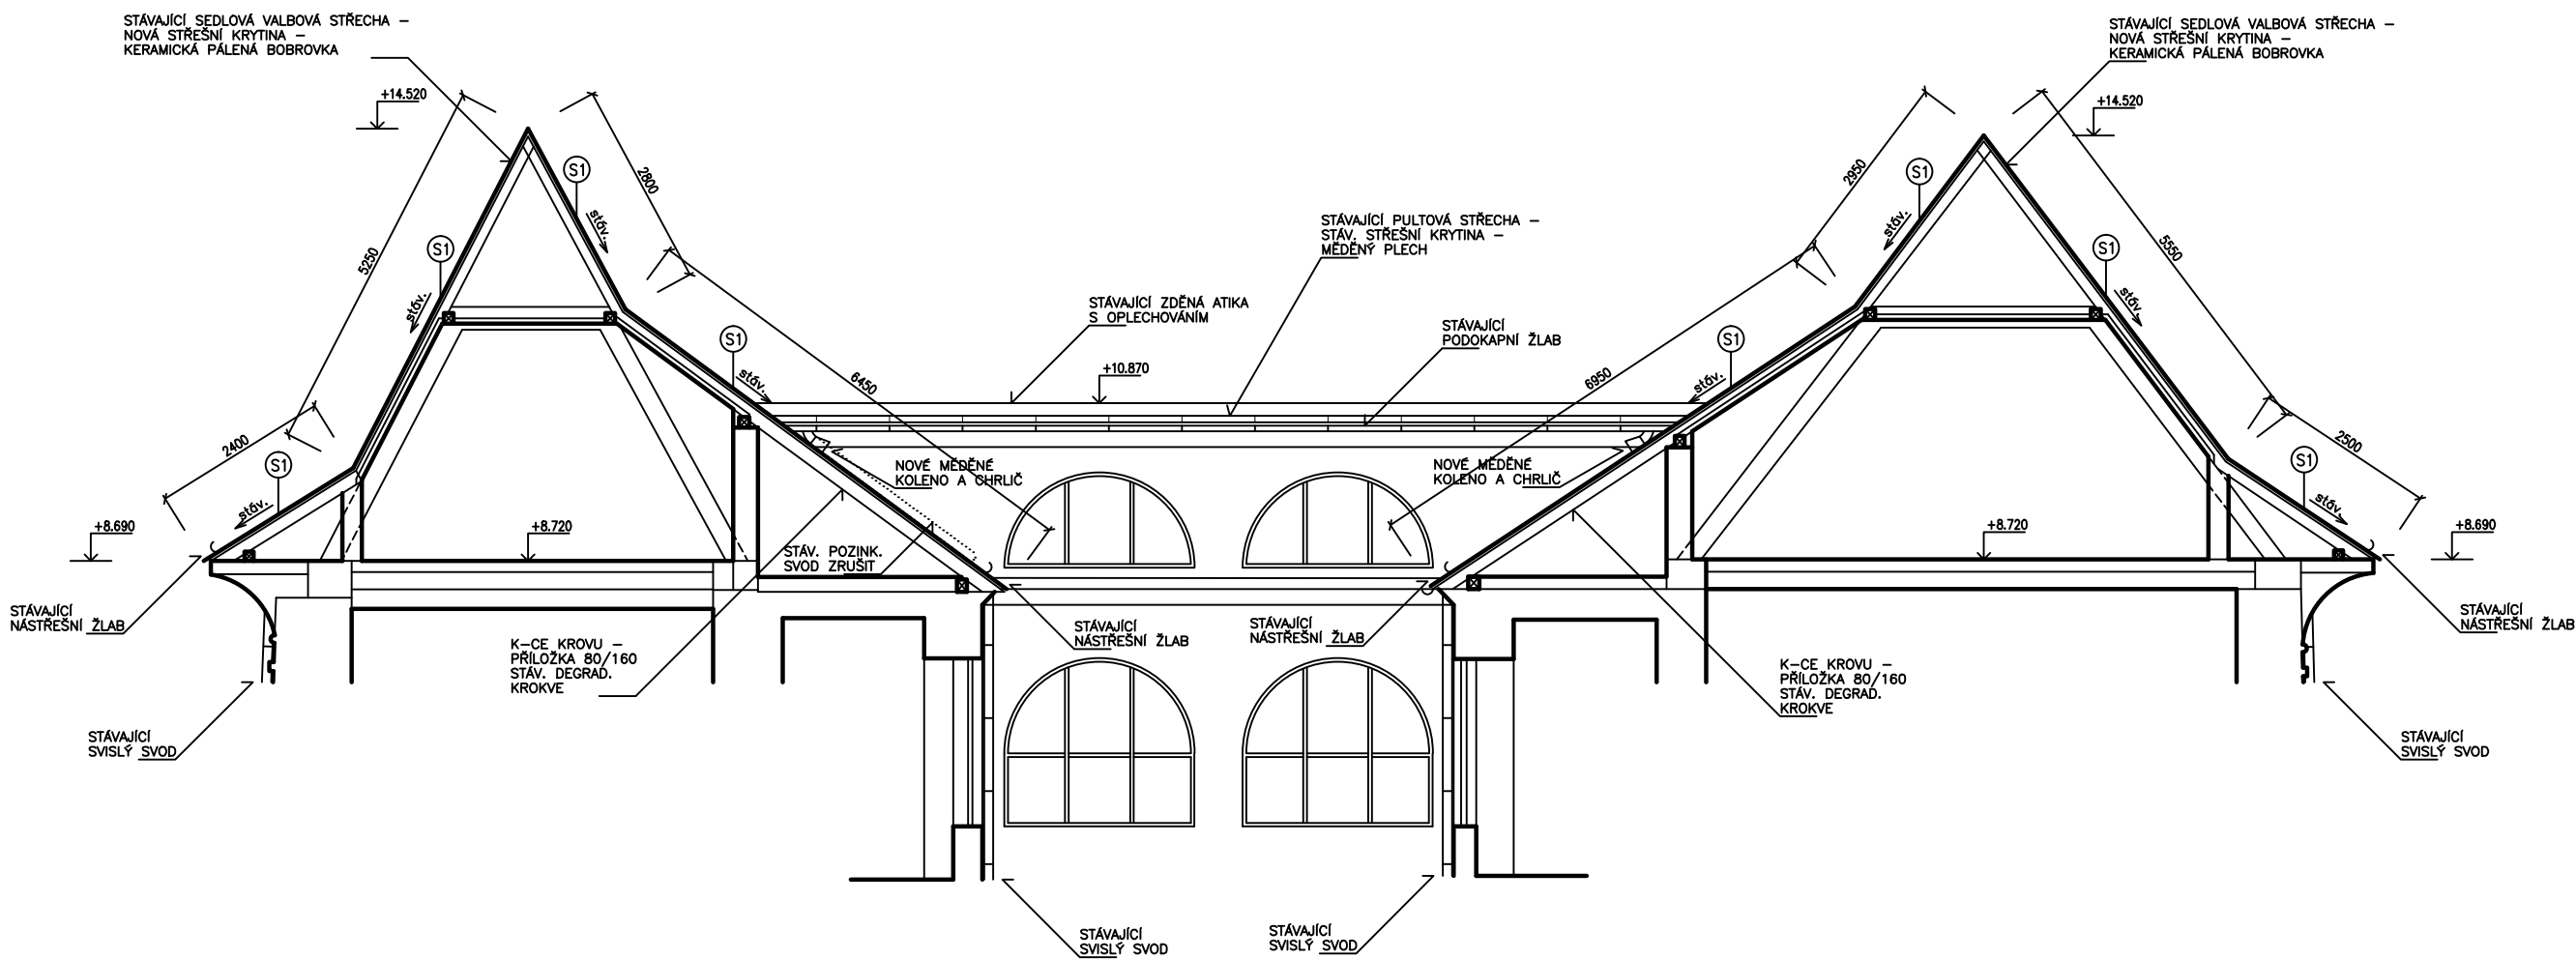 STÁVAJÍCÍ SEDLOVÁ VALBOVÁ STŘECHA –
NOVÁ STŘEŠNÍ KRYTINA –
KERAMICKÁ PÁLENÁ BOBROVKA
STÁVAJÍCÍ SEDLOVÁ VALBOVÁ STŘECHA –
NOVÁ STŘEŠNÍ KRYTINA –
KERAMICKÁ PÁLENÁ BOBROVKA
+14.520
+14.520
S1
stáv.
2800
5250
S1
stáv.
2950
S1
stáv.
5550
S1
stáv.
STÁVAJÍCÍ PULTOVÁ STŘECHA –
STÁV. STŘEŠNÍ KRYTINA –
MĚDĚNÝ PLECH
STÁVAJÍCÍ ZDĚNÁ ATIKA
S OPLECHOVÁNÍM
STÁVAJÍCÍ
PODOKAPNÍ ŽLAB
S1
stáv.
6450
+10.870
6950
S1
stáv.
2400
S1
stáv.
2500
S1
stáv.
NOVÉ MĚDĚNÉ
KOLENO A CHRLIČ
NOVÉ MĚDĚNÉ
KOLENO A CHRLIČ
+8.690
+8.720
+8.720
+8.690
STÁV. POZINK.
SVOD ZRUŠIT
STÁVAJÍCÍ
NÁSTŘEŠNÍ ŽLAB
STÁVAJÍCÍ
NÁSTŘEŠNÍ ŽLAB
STÁVAJÍCÍ
NÁSTŘEŠNÍ ŽLAB
STÁVAJÍCÍ
NÁSTŘEŠNÍ ŽLAB
K–CE KROVU –
PŘÍLOŽKA 80/160
STÁV. DEGRAD.
KROKVE
K–CE KROVU –
PŘÍLOŽKA 80/160
STÁV. DEGRAD.
KROKVE
STÁVAJÍCÍ
SVISLÝ SVOD
STÁVAJÍCÍ
SVISLÝ SVOD
STÁVAJÍCÍ
SVISLÝ SVOD
STÁVAJÍCÍ
SVISLÝ SVOD